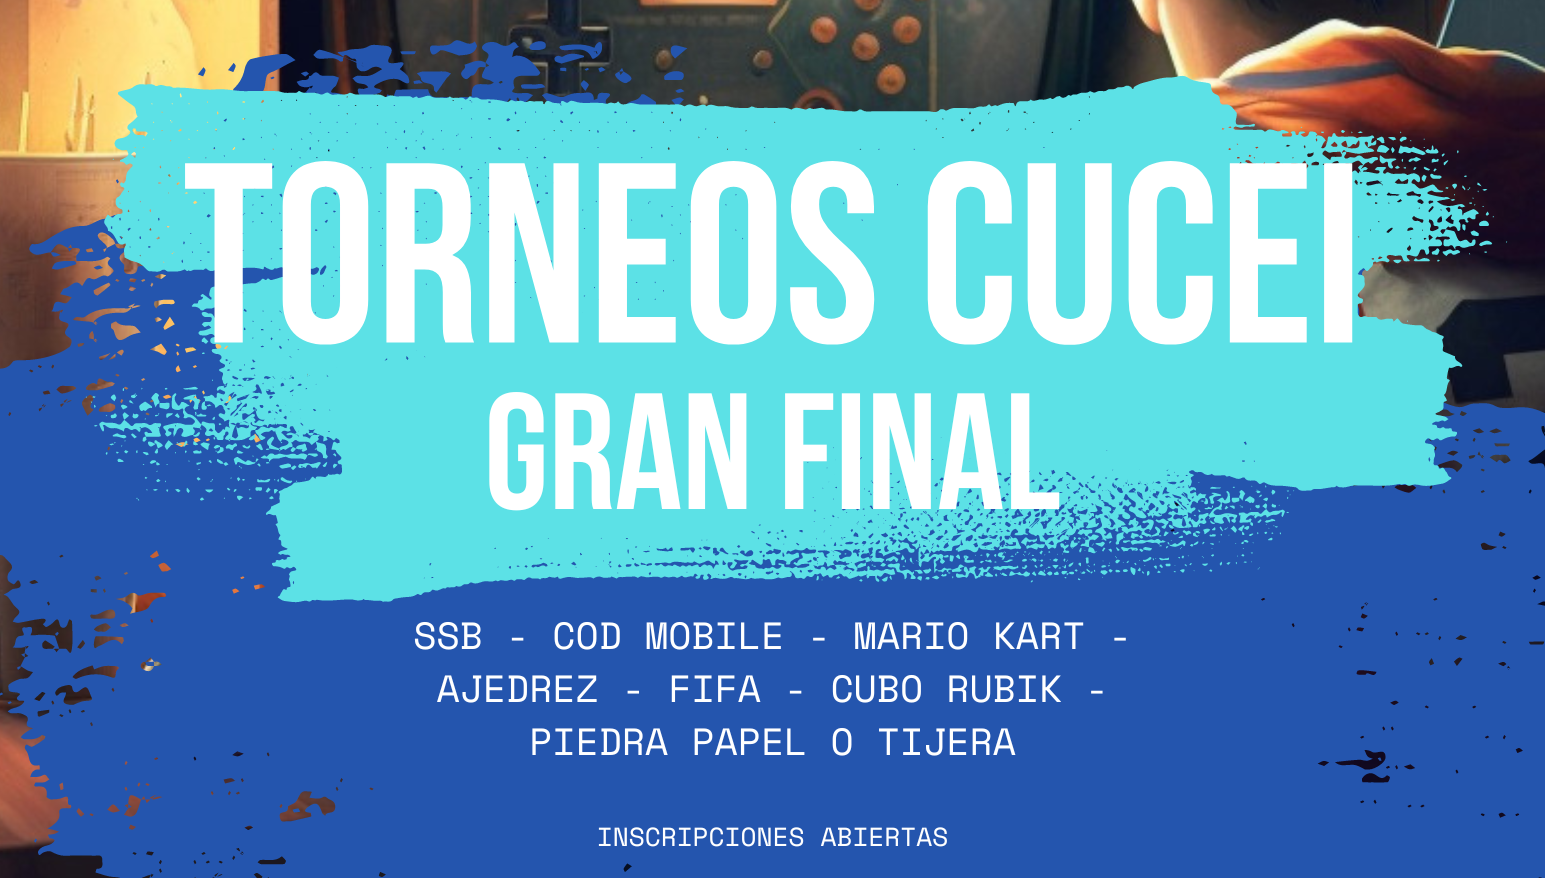 TORNEOS CUCEI
GRAN FINAL
SSB - COD MOBILE - MARIO KART -
AJEDREZ - FIFA - CUBO RUBIK -
PIEDRA PAPEL O TIJERA
INSCRIPCIONES ABIERTAS